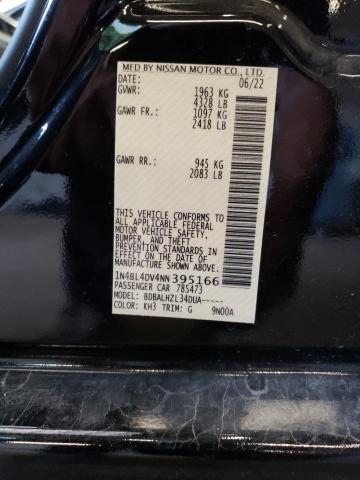 MFD BY NISSAN MOTOR CO., LTD.
DATE: 06/22
GVWR: 1963 KG
4328 LB
GAWR FR.: 1097 KG
2418 LB
GAWR RR.: 945 KG
2083 LB
THIS VEHICLE CONFORMS TO
ALL APPLICABLE FEDERAL
MOTOR VEHICLE SAFETY,
BUMPER, AND THEFT
PREVENTION STANDARDS
IN EFFECT ON THE DATE OF
MANUFACTURE SHOWN ABOVE.
1N4BL4DV4NN395166
PASSENGER CAR 785473
MODEL: BDBALHZL34DUA-----
COLOR: KH3 TRIM: G 9N00A